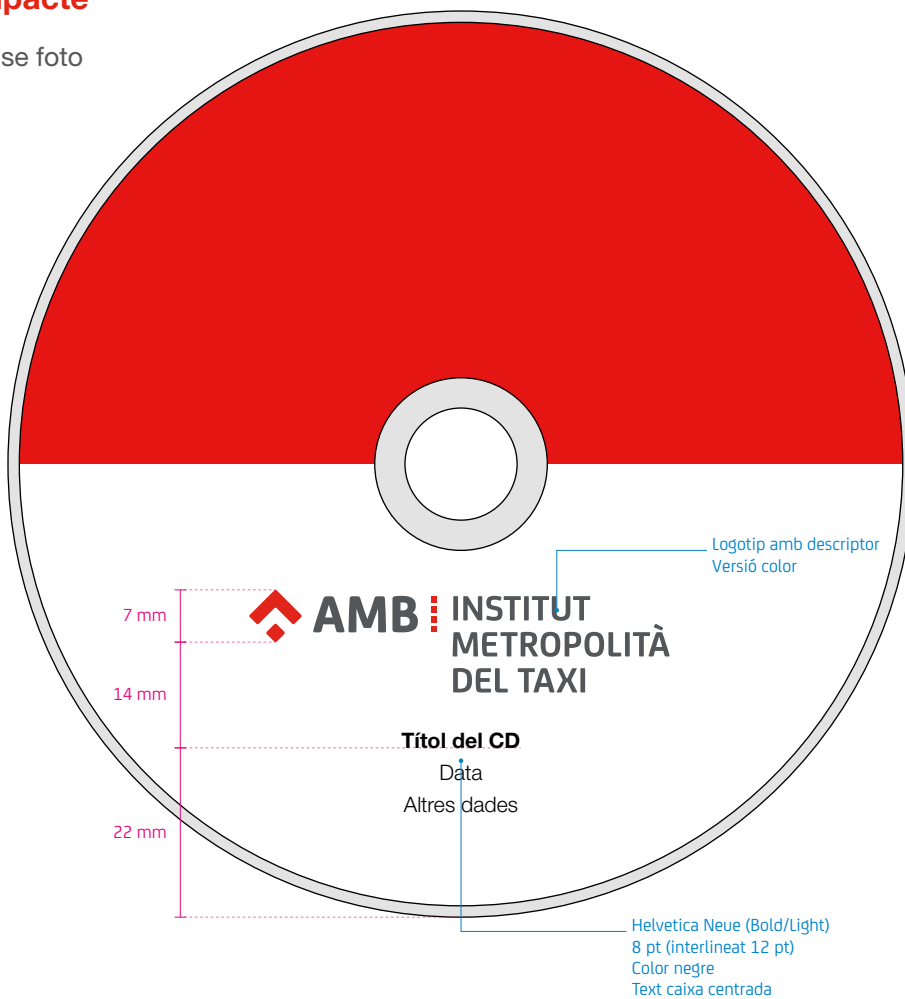 pacte
se foto
Logotip amb descriptor
Versió color
7 mm
AMB
INSTITUT
METROPOLITÀ
DEL TAXI
14 mm
Títol del CD
Data
Altres dades
22 mm
Helvetica Neue (Bold/Light)
8 pt (interlineat 12 pt)
Color negre
Text caixa centrada